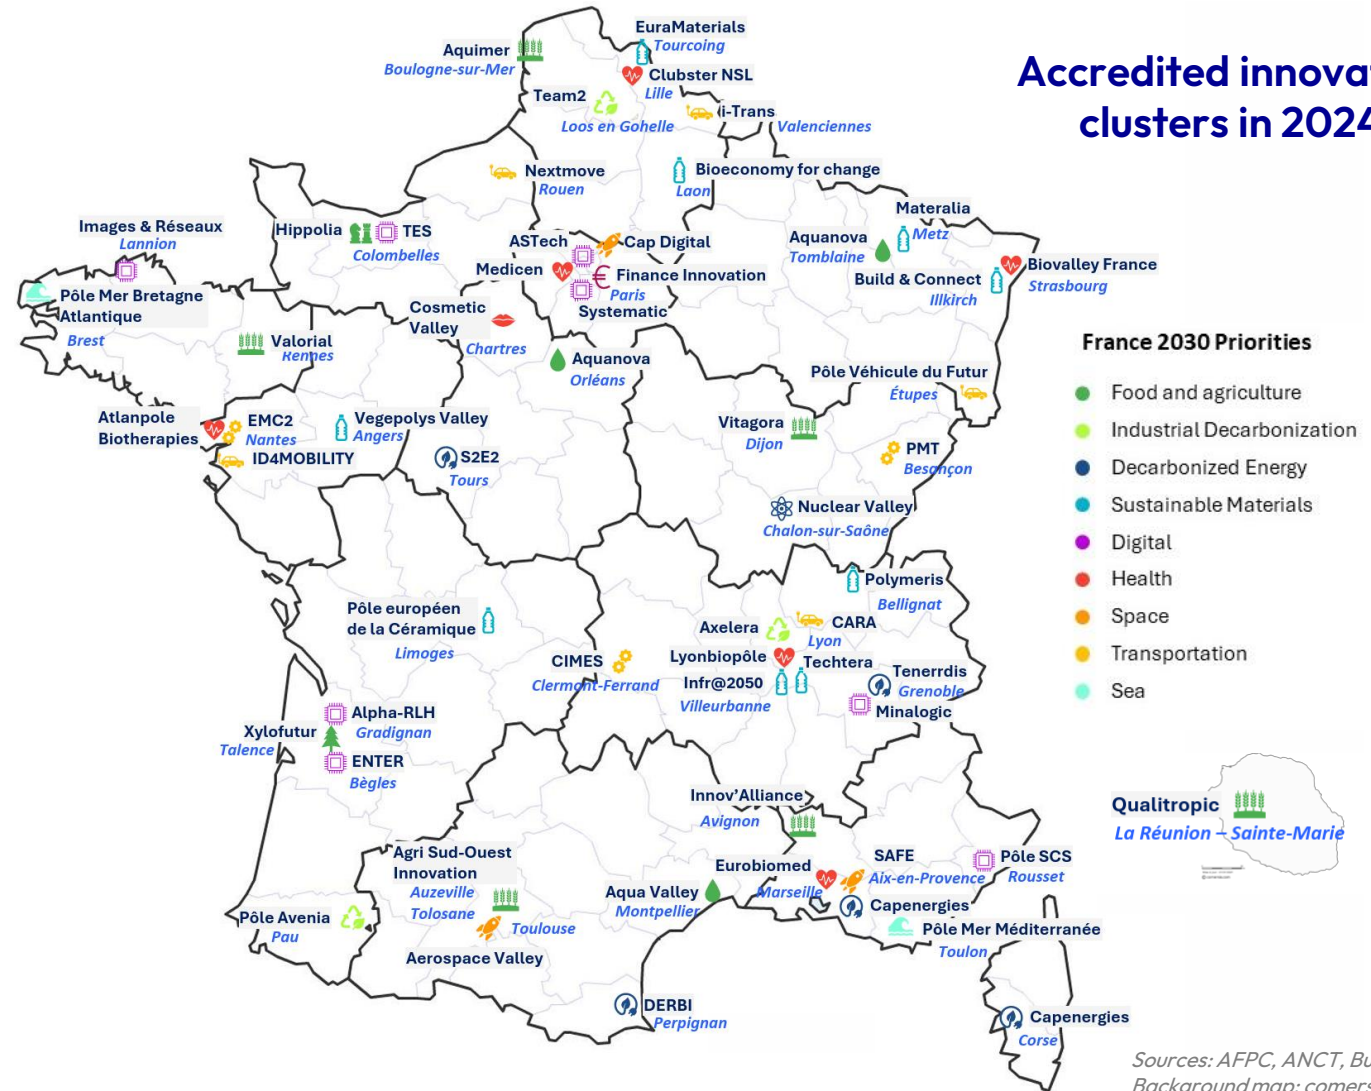 Accredited innova
clusters in 2024
EuraMaterials
Tourcoing
Aquimer
Boulogne-sur-Mer
Clubster NSL
Lille
Team2
Loos en Gohelle
i-Trans
Valenciennes
Nextmove
Rouen
Bioeconomy for change
Laon
Images & Réseaux
Lannion
Hippolia
TES
Colombelles
ASTech
Cap Digital
Medicen
Finance Innovation
Paris
Systematic
Materalia
Metz
Aquanova
Tomblaine
Build & Connect
Illkirch
Biovalley France
Strasbourg
Pôle Mer Bretagne
Atlantique
Brest
Valorial
Rennes
Cosmetic
Valley
Chartres
Aquanova
Orléans
Pôle Véhicule du Futur
Étupes
Atlanpole
Biotherapies
EMC2
Nantes
ID4MOBILITY
Vegepolys Valley
Angers
S2E2
Tours
Vitagora
Dijon
PMT
Besançon
Nuclear Valley
Chalon-sur-Saône
Polymeris
Bellignat
Pôle européen
de la Céramique
Limoges
Axelera
CARA
Lyon
CIMES
Clermont-Ferrand
Lyonbiopôle
Techtera
Infr@2050
Villeurbanne
Tenerrdis
Grenoble
Minalogic
Alpha-RLH
Gradignan
Xylofutur
Talence
ENTER
Bègles
Innov'Alliance
Avignon
Agri Sud-Ouest
Innovation
Auzeville
Tolosane
Toulouse
Aerospace Valley
Eurobiomed
Marseille
SAFE
Aix-en-Provence
Pôle SCS
Rousset
Aqua Valley
Montpellier
Capenergies
Pôle Mer Méditerranée
Toulon
Pôle Avenia
Pau
DERBI
Perpignan
Capenergies
Corse
France 2030 Priorities
Food and agriculture
Industrial Decarbonization
Decarbonized Energy
Sustainable Materials
Digital
Health
Space
Transportation
Sea
Qualitropic
La Réunion – Sainte-Marie
Sources: AFPC, ANCT, Bu
Background map: comers